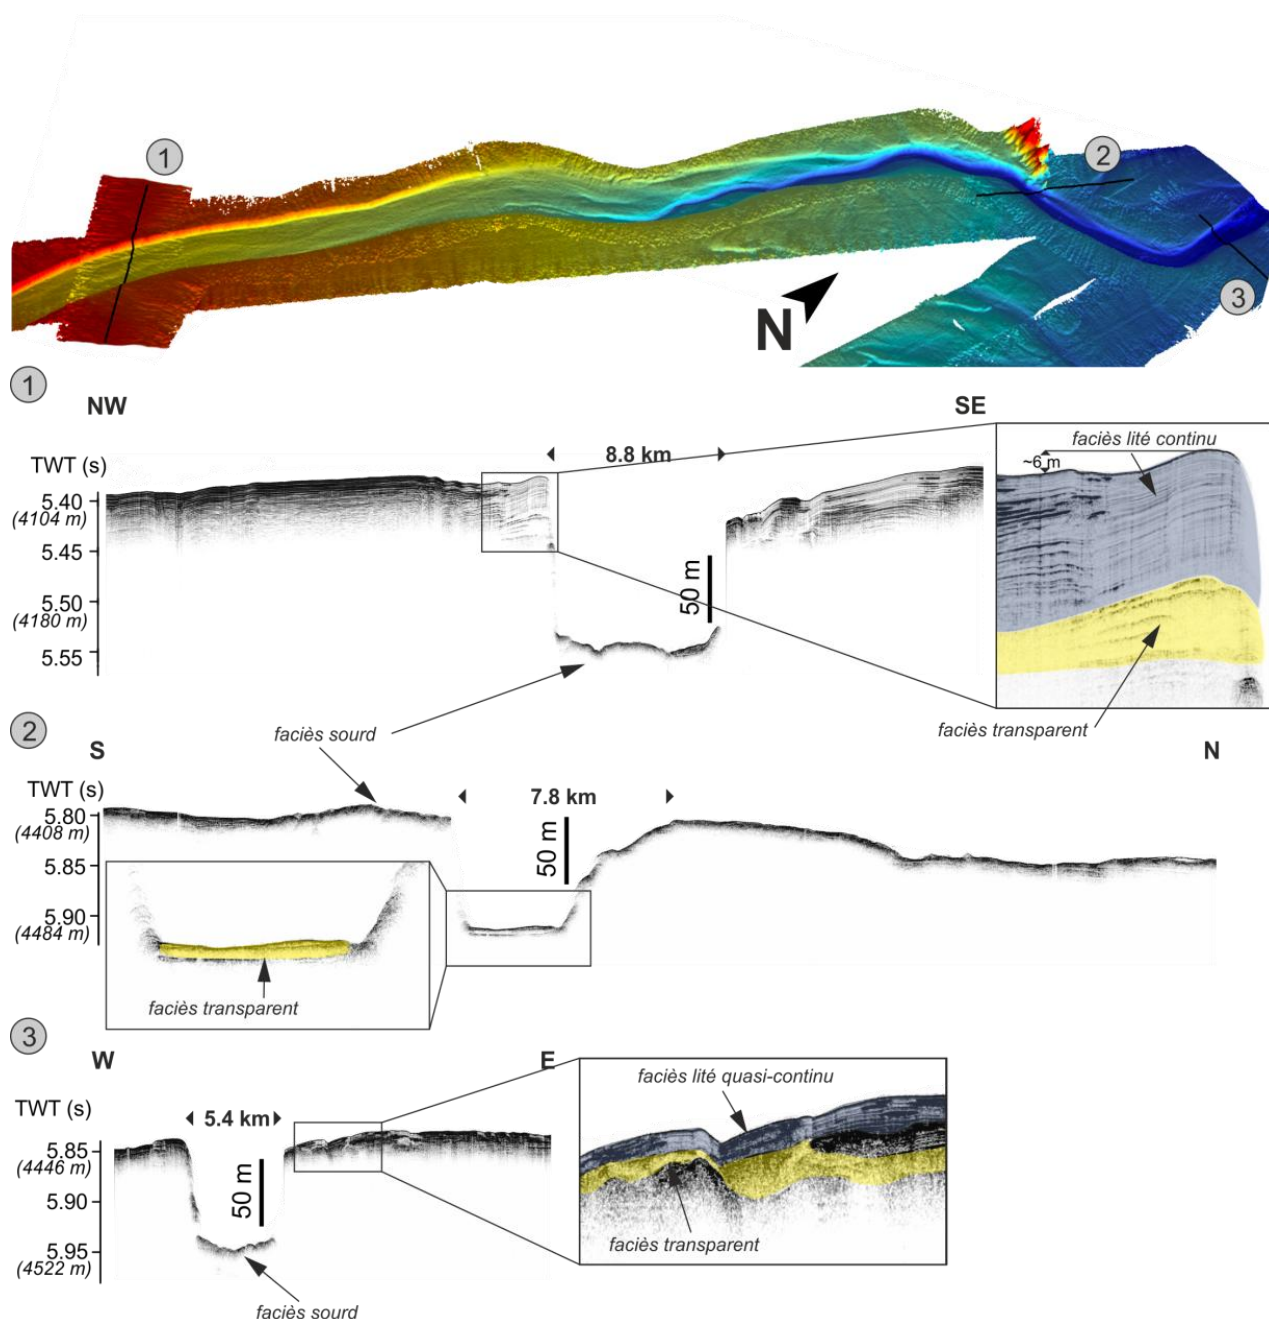 1
2
3
N
1
NW
SE
TWT (s)
5.40
(4104 m)
5.45
5.50
(4180 m)
5.55
8.8 km
50 m
faciès lité continu
~6 m
faciès transparent
faciès sourd
2
S
N
TWT (s)
5.80
(4408 m)
5.85
5.90
(4484 m)
7.8 km
50 m
faciès transparent
3
W
E
TWT (s)
5.85
(4446 m)
5.90
5.95
(4522 m)
5.4 km
50 m
faciès lité quasi-continu
faciès transparent
faciès sourd